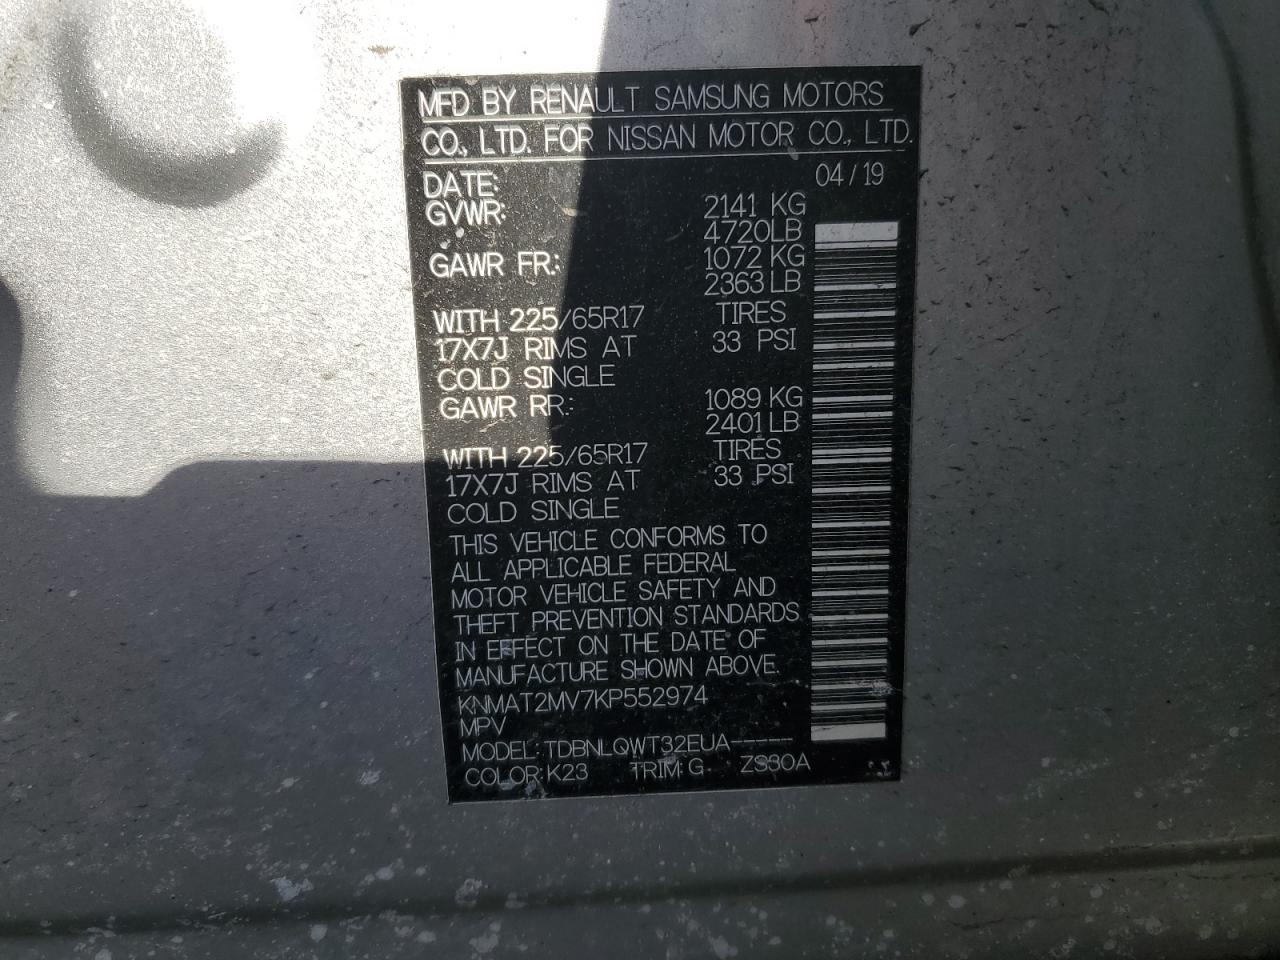 MFD BY RENAULT SAMSUNG MOTORS
CO., LTD. FOR NISSAN MOTOR CO., LTD.
DATE: 04/19
GVWR: 2141 KG
4720LB
GAWR FR: 1072 KG
2363 LB
WITH 225/65R17 TIRES
17X7J RIMS AT 33 PSI
COLD SINGLE
GAWR RR: 1089 KG
2401 LB
WITH 225/65R17 TIRES
17X7J RIMS AT 33 PSI
COLD SINGLE
THIS VEHICLE CONFORMS TO
ALL APPLICABLE FEDERAL
MOTOR VEHICLE SAFETY AND
THEFT PREVENTION STANDARDS
IN EFFECT ON THE DATE OF
MANUFACTURE SHOWN ABOVE.
KNMAT2MV7KP552974
MPV
MODEL: TDBNLQWT32EUA-----
COLOR: K23 TRIM: G ZS30A